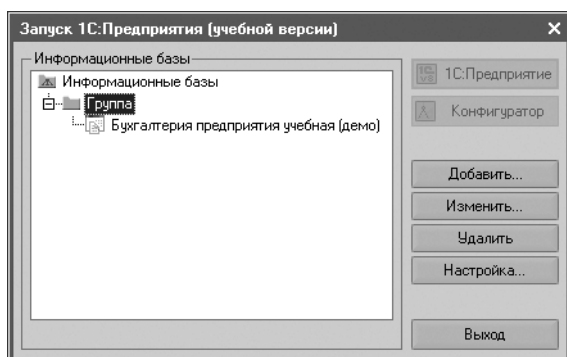 Запуск 1С:Предприятия (учебной версии)
Информационные базы
Информационные базы
Группа
Бухгалтерия предприятия учебная (демо)
1С:Предприятие
Конфигуратор
Добавить...
Изменить...
Удалить
Настройка...
Выход